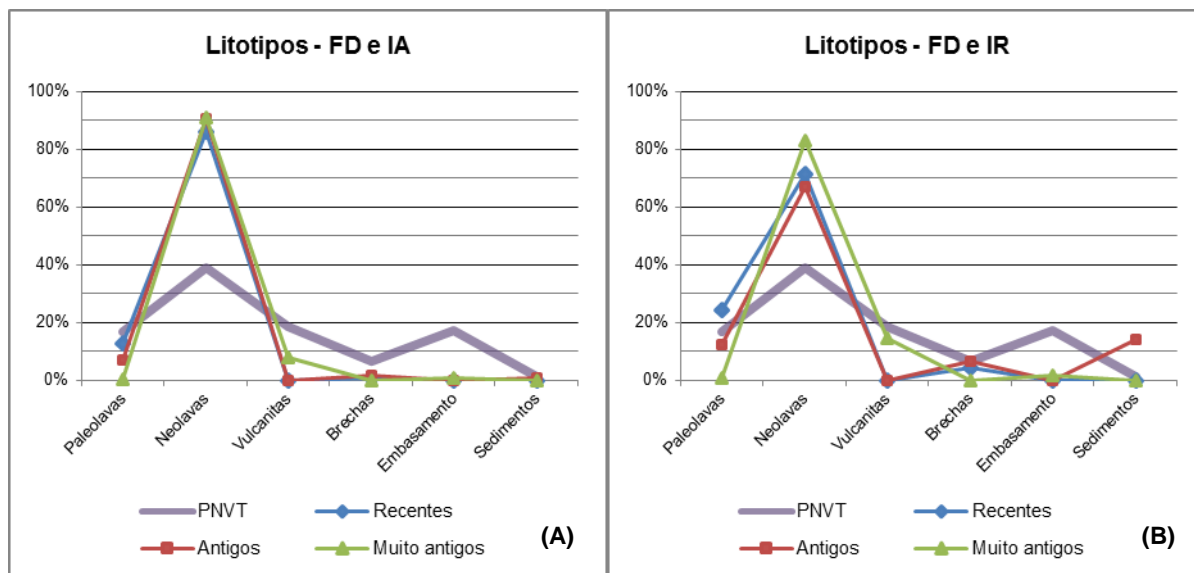 Litotipos - FD e IA
100%
80%
60%
40%
20%
0%
Paleolavas
Neolavas
Vulcanitas
Brechas
Embasamento
Sedimentos
PNVT
Recentes
Antigos
Muito antigos
(A)
Litotipos - FD e IR
100%
80%
60%
40%
20%
0%
Paleolavas
Neolavas
Vulcanitas
Brechas
Embasamento
Sedimentos
PNVT
Recentes
Antigos
Muito antigos
(B)